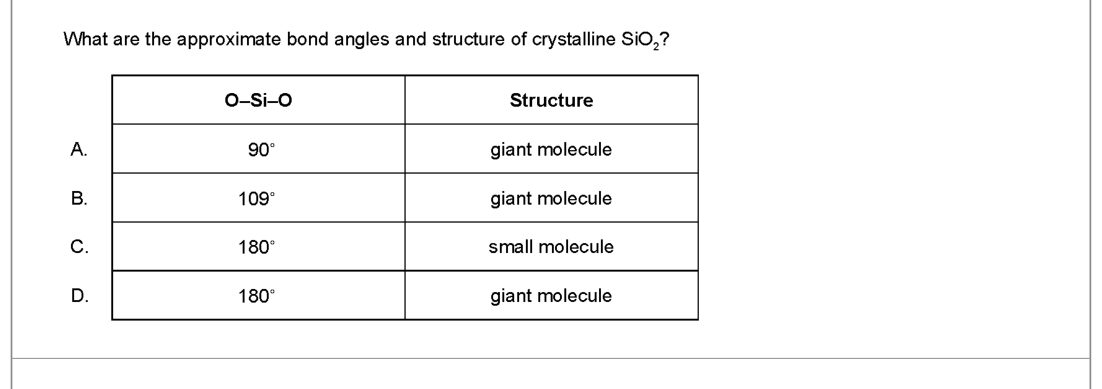 What are the approximate bond angles and structure of crystalline SiO₂?
O–Si–O Structure
A. 90° giant molecule
B. 109° giant molecule
C. 180° small molecule
D. 180° giant molecule